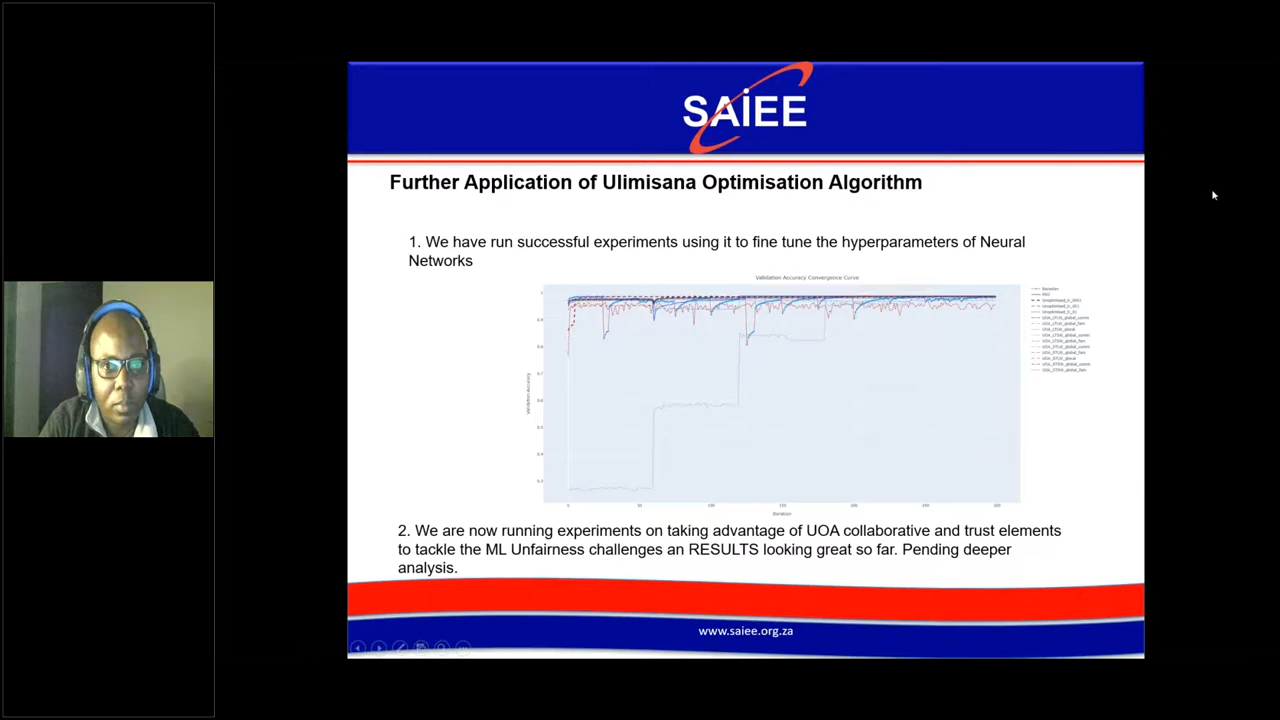 SAiEE
Further Application of Ulimisana Optimisation Algorithm
1. We have run successful experiments using it to fine tune the hyperparameters of Neural
Networks
Validation Accuracy Convergence Curve
Validation Accuracy
Iteration
2. We are now running experiments on taking advantage of UOA collaborative and trust elements
to tackle the ML Unfairness challenges an RESULTS looking great so far. Pending deeper
analysis.
www.saiee.org.za